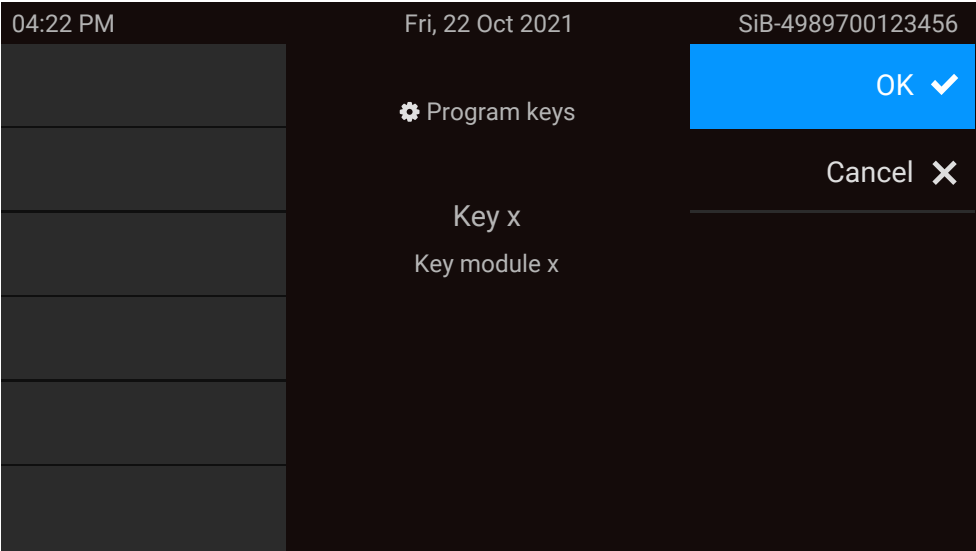 04:22 PM Fri, 22 Oct 2021 SiB-4989700123456
OK
Program keys
Cancel
Key x
Key module x